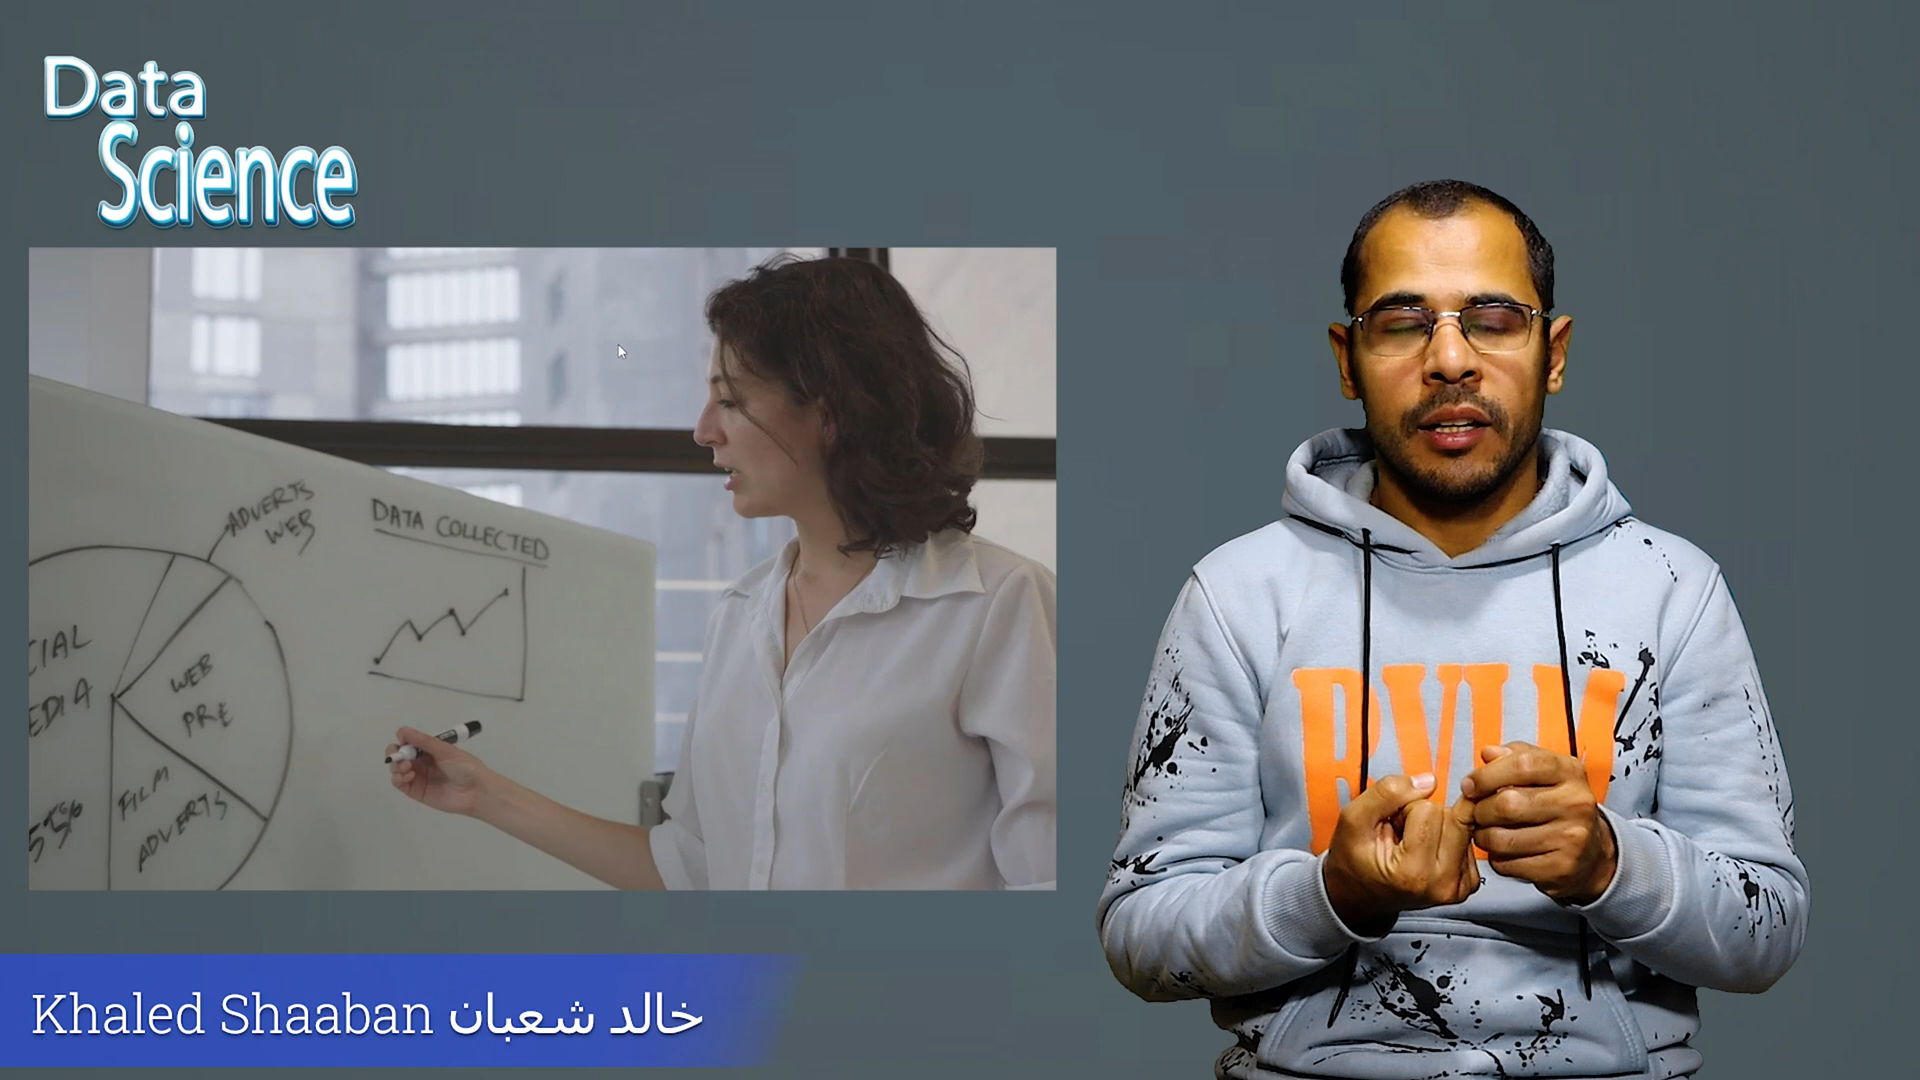 Data
Science
ADVERTS
WEB
DATA COLLECTED
CIAL
EDIA
WEB
PRE
FILM
ADVERTS
Khaled Shaaban خالد شعبان